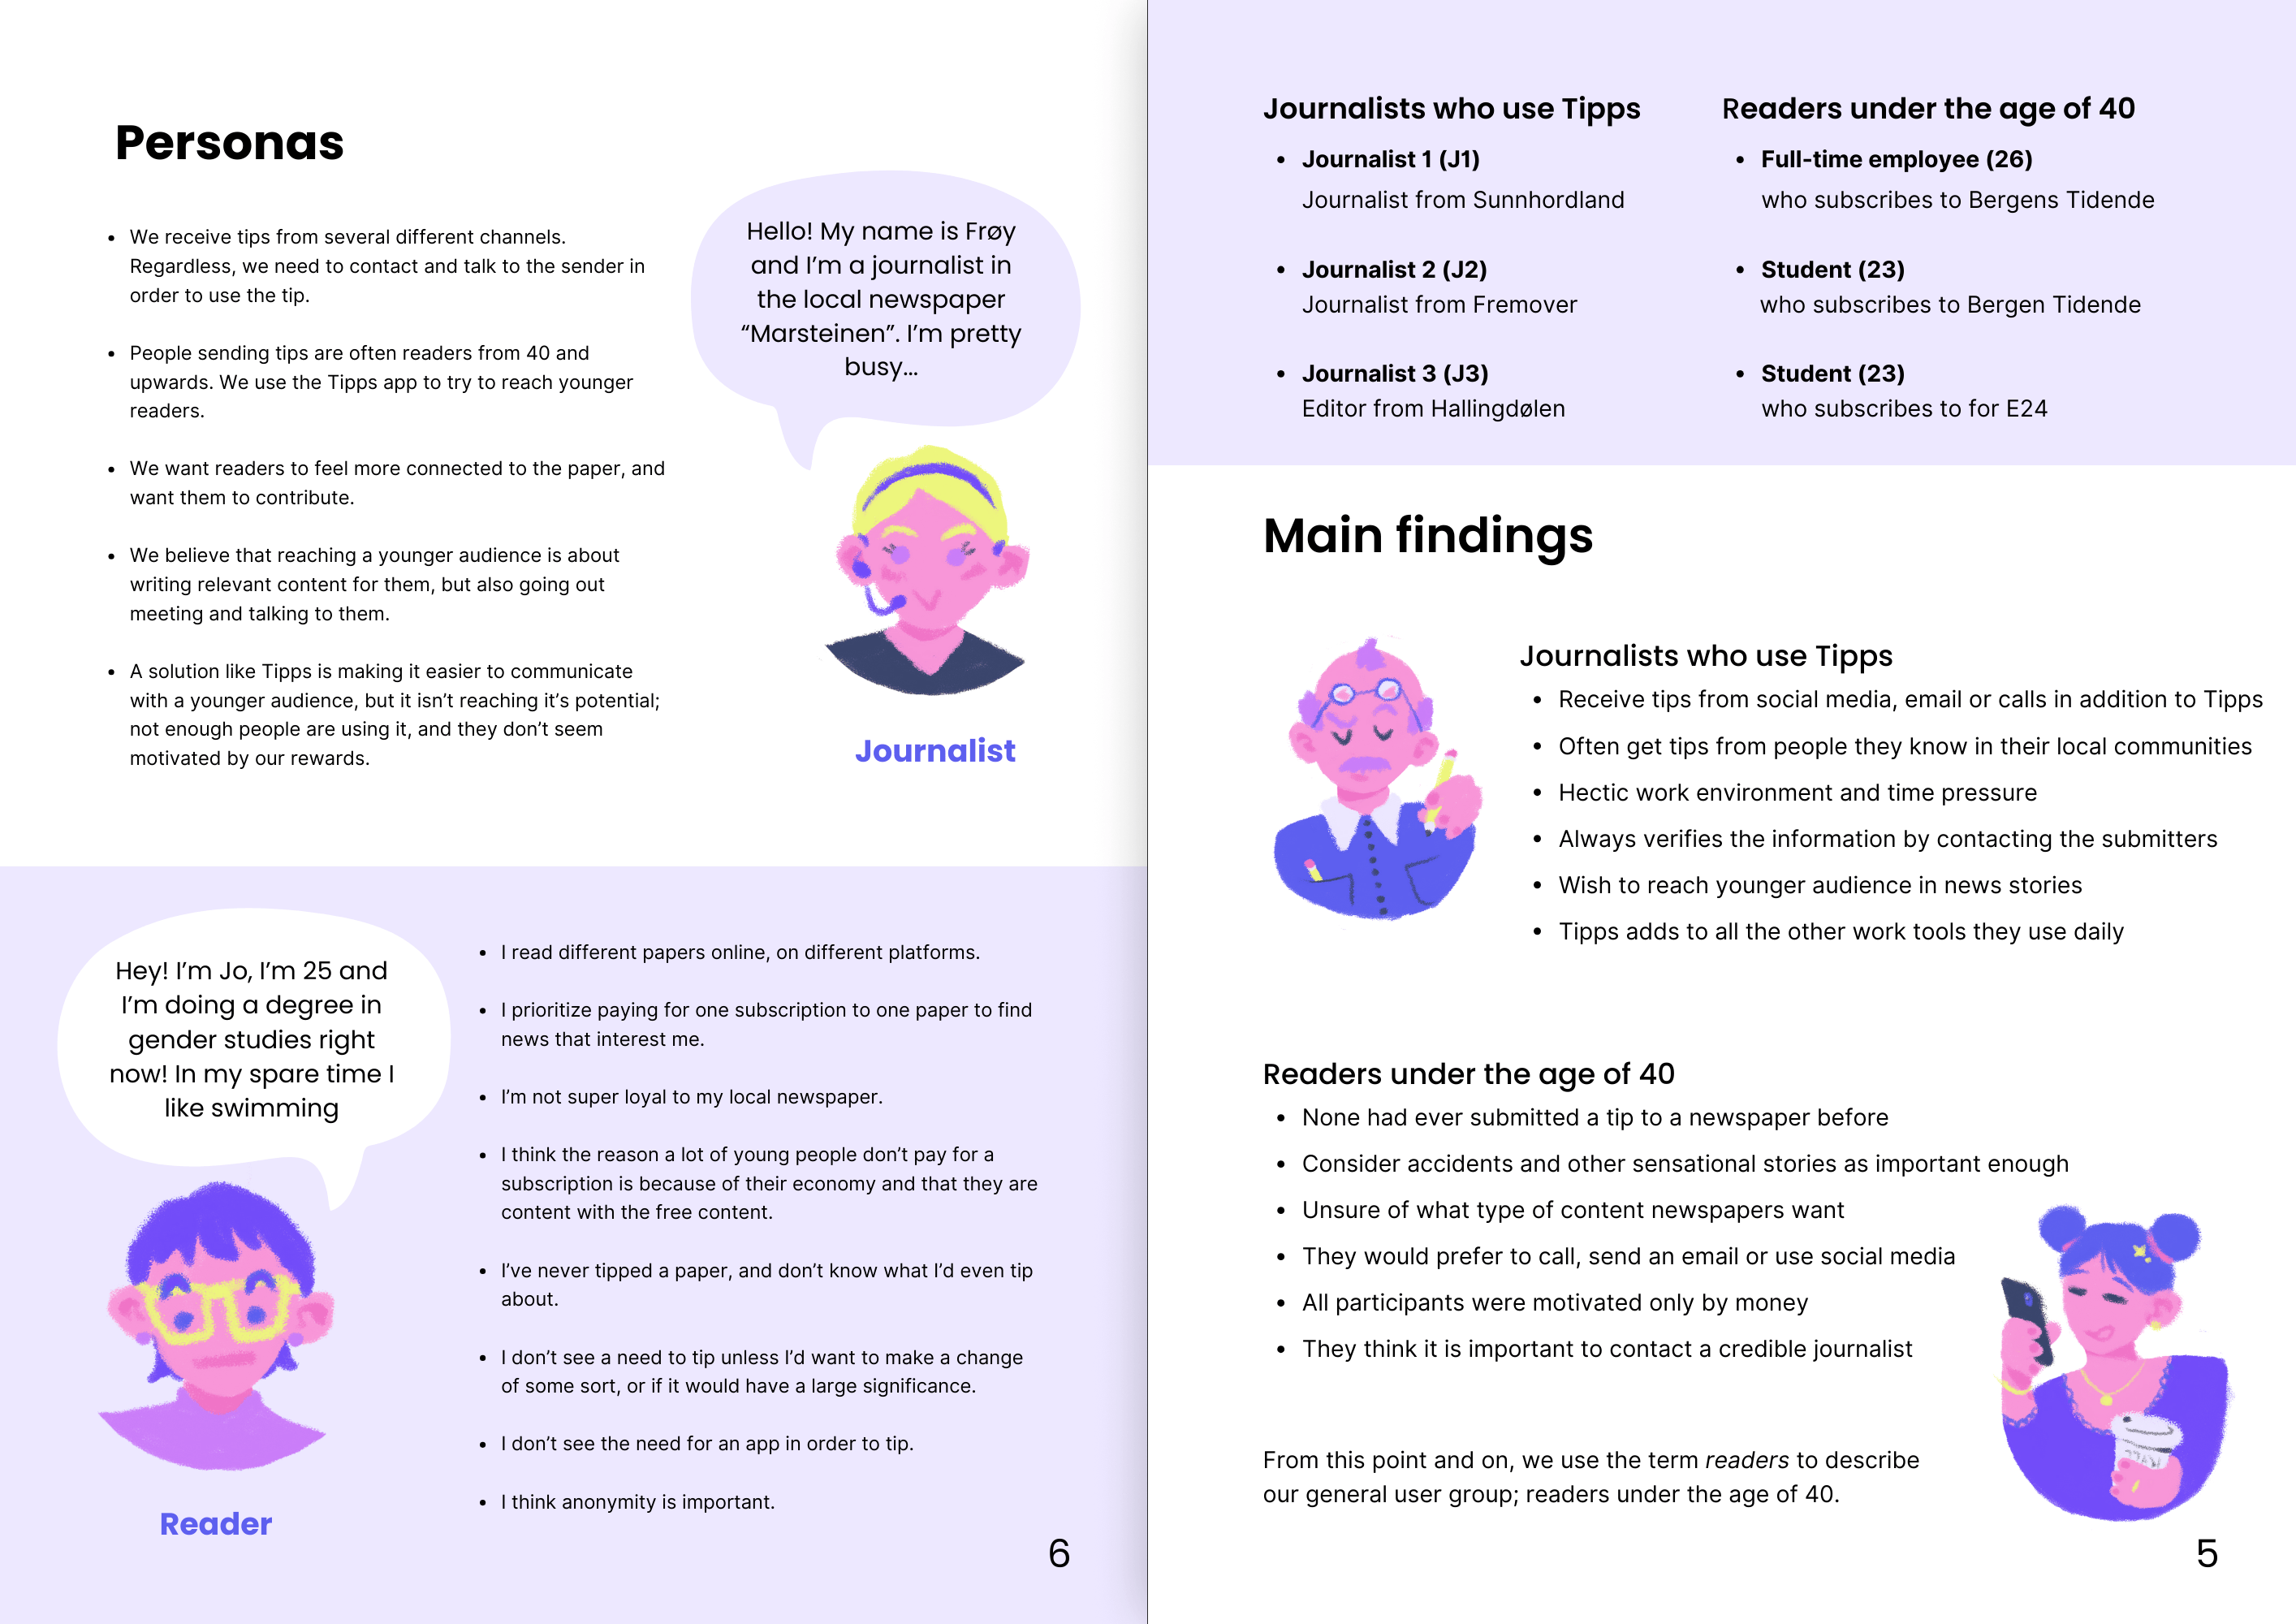 Personas
We receive tips from several different channels.
Regardless, we need to contact and talk to the sender in
order to use the tip.
People sending tips are often readers from 40 and
upwards. We use the Tipps app to try to reach younger
readers.
We want readers to feel more connected to the paper, and
want them to contribute.
We believe that reaching a younger audience is about
writing relevant content for them, but also going out
meeting and talking to them.
A solution like Tipps is making it easier to communicate
with a younger audience, but it isn’t reaching it’s potential;
not enough people are using it, and they don’t seem
motivated by our rewards.
Hello! My name is Frøy
and I’m a journalist in
the local newspaper
“Marsteinen”. I’m pretty
busy...
Journalist
Hey! I’m Jo, I’m 25 and
I’m doing a degree in
gender studies right
now! In my spare time I
like swimming
Reader
I read different papers online, on different platforms.
I prioritize paying for one subscription to one paper to find
news that interest me.
I’m not super loyal to my local newspaper.
I think the reason a lot of young people don’t pay for a
subscription is because of their economy and that they are
content with the free content.
I’ve never tipped a paper, and don’t know what I’d even tip
about.
I don’t see a need to tip unless I’d want to make a change
of some sort, or if it would have a large significance.
I don’t see the need for an app in order to tip.
I think anonymity is important.
6
Journalists who use Tipps
Journalist 1 (J1)
Journalist from Sunnhordland
Journalist 2 (J2)
Journalist from Fremover
Journalist 3 (J3)
Editor from Hallingdølen
Readers under the age of 40
Full-time employee (26)
who subscribes to Bergens Tidende
Student (23)
who subscribes to Bergen Tidende
Student (23)
who subscribes to for E24
Main findings
Journalists who use Tipps
Receive tips from social media, email or calls in addition to Tipps
Often get tips from people they know in their local communities
Hectic work environment and time pressure
Always verifies the information by contacting the submitters
Wish to reach younger audience in news stories
Tipps adds to all the other work tools they use daily
Readers under the age of 40
None had ever submitted a tip to a newspaper before
Consider accidents and other sensational stories as important enough
Unsure of what type of content newspapers want
They would prefer to call, send an email or use social media
All participants were motivated only by money
They think it is important to contact a credible journalist
From this point and on, we use the term readers to describe
our general user group; readers under the age of 40.
5